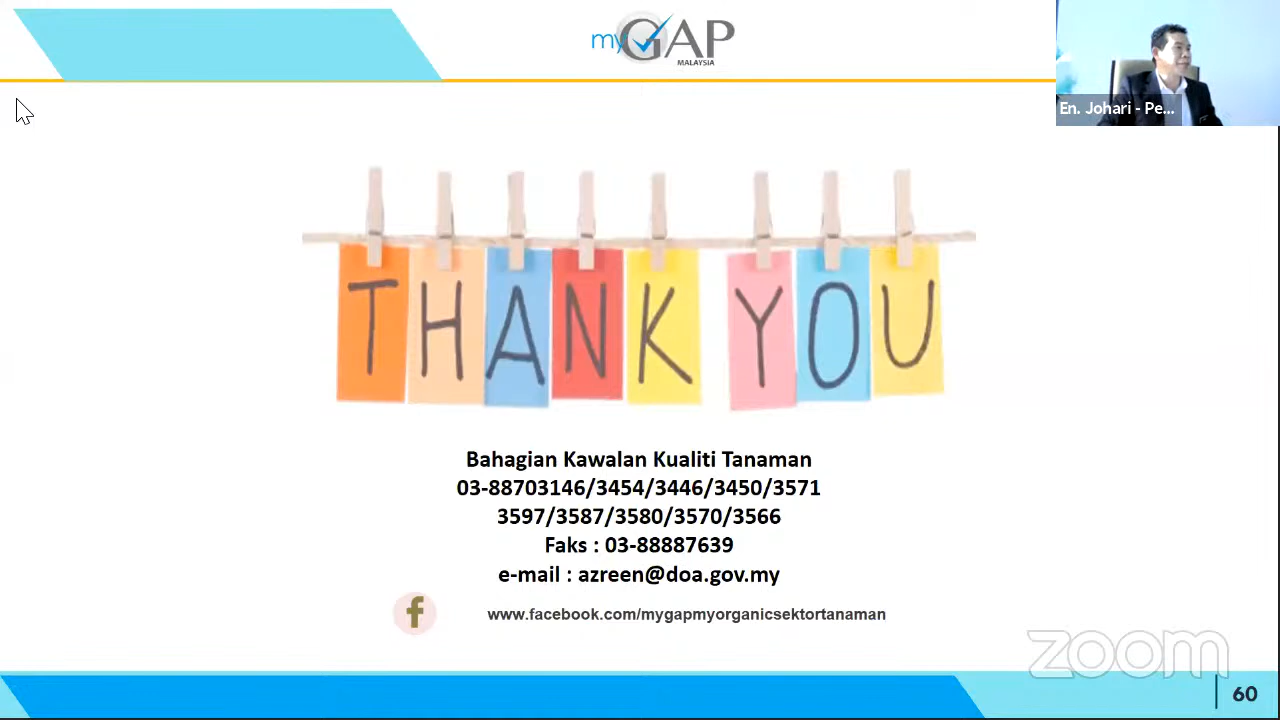 myGAP
MALAYSIA
En. Johari - Pe...
THANK YOU
Bahagian Kawalan Kualiti Tanaman
03-88703146/3454/3446/3450/3571
3597/3587/3580/3570/3566
Faks : 03-88887639
e-mail : azreen@doa.gov.my
f
www.facebook.com/mygapmyorganicsektortanaman
zoom
60